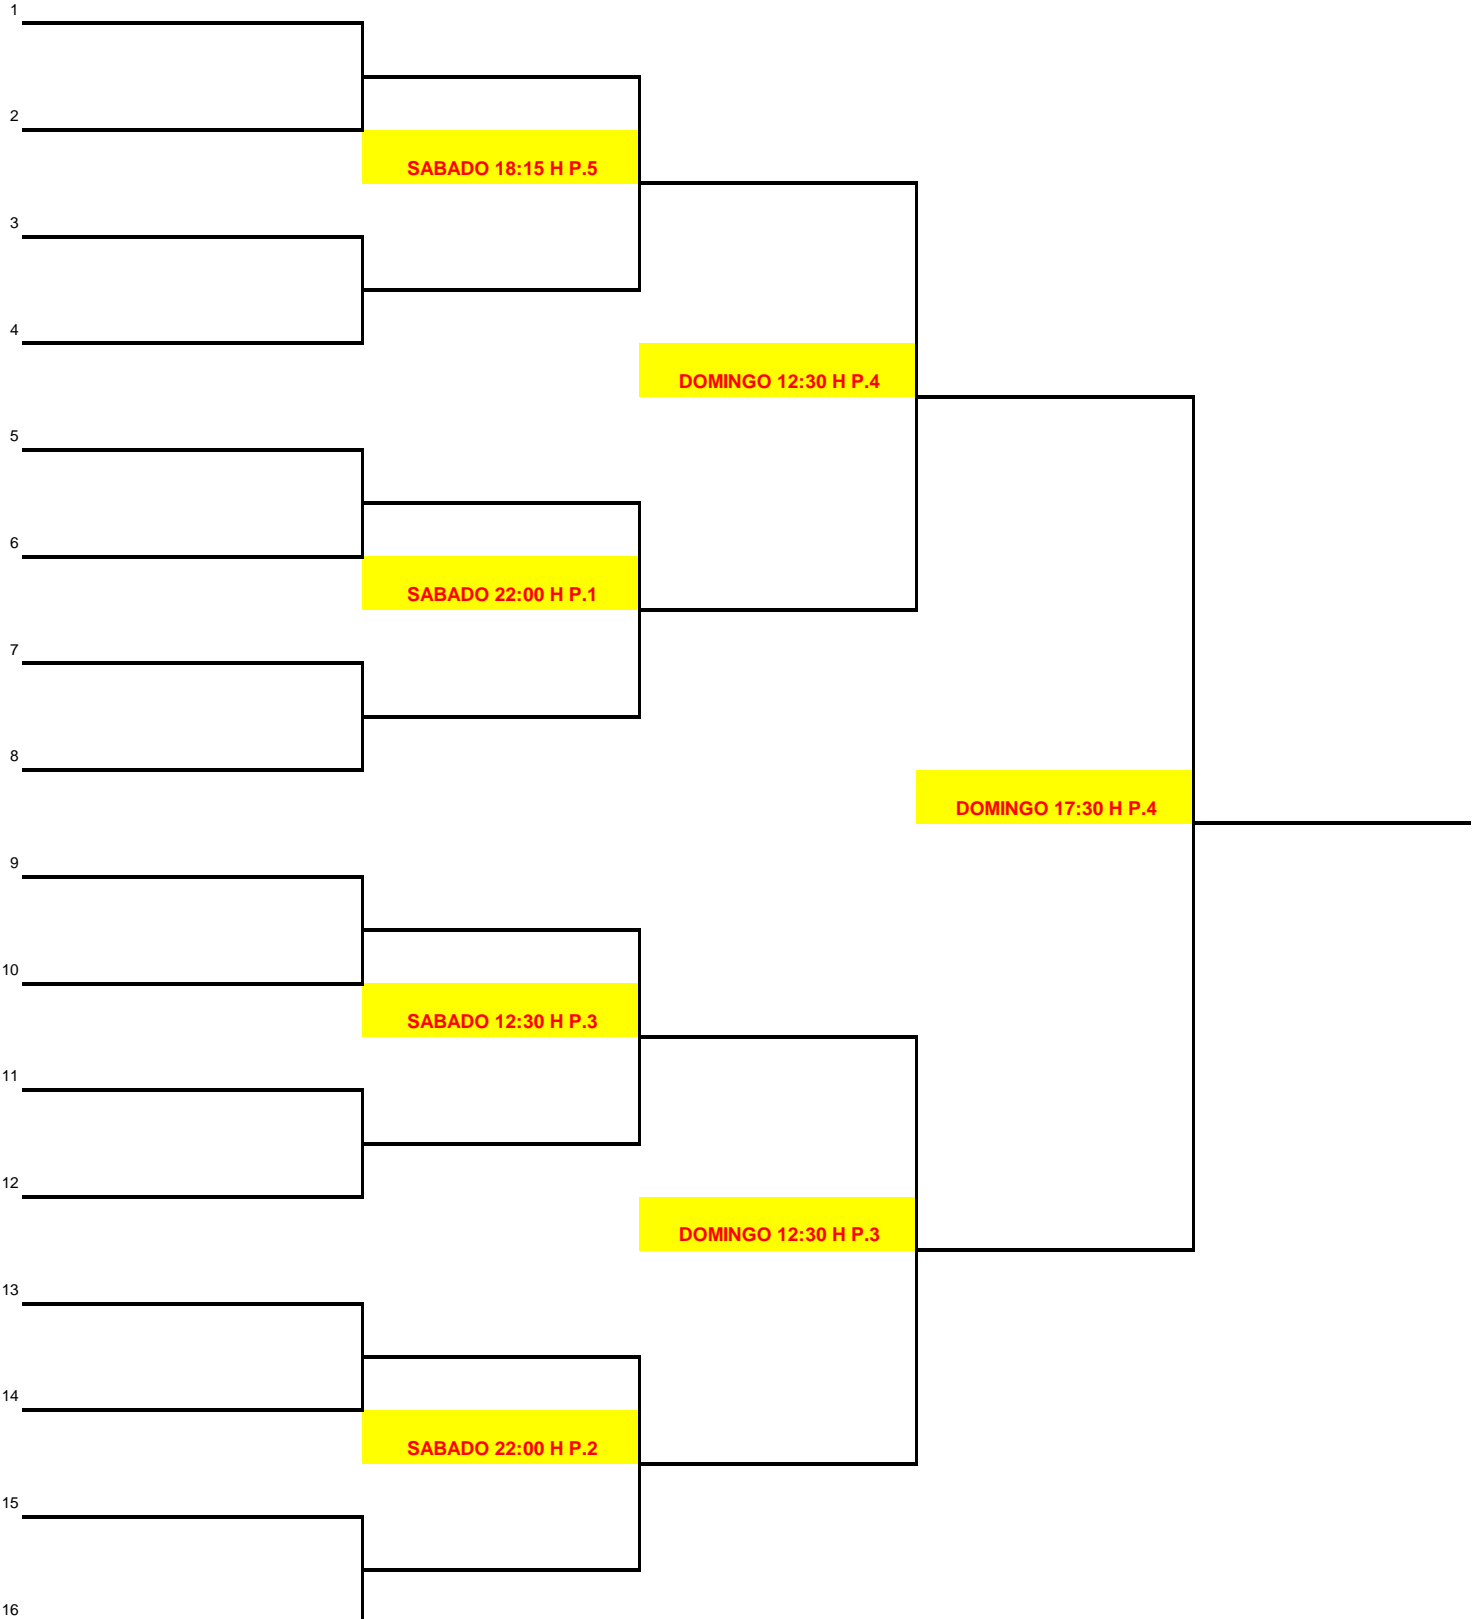 1
2
SABADO 18:15 H P.5
3
4
DOMINGO 12:30 H P.4
5
6
SABADO 22:00 H P.1
7
8
DOMINGO 17:30 H P.4
9
10
SABADO 12:30 H P.3
11
12
DOMINGO 12:30 H P.3
13
14
SABADO 22:00 H P.2
15
16